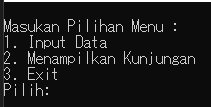 Masukan Pilihan Menu :
1. Input Data
2. Menampilkan Kunjungan
3. Exit
Pilih: